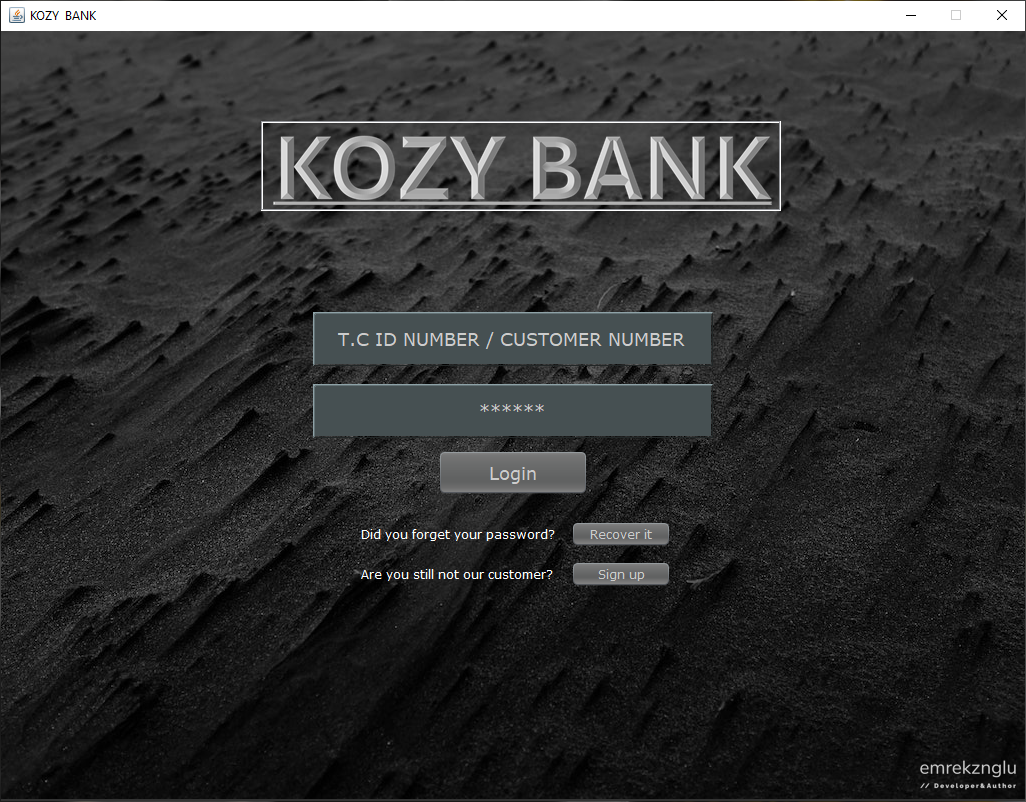 KOZY BANK
KOZY BANK
T.C ID NUMBER / CUSTOMER NUMBER
******
Login
Did you forget your password? Recover it
Are you still not our customer? Sign up
emrekznglu
// Developer&Author